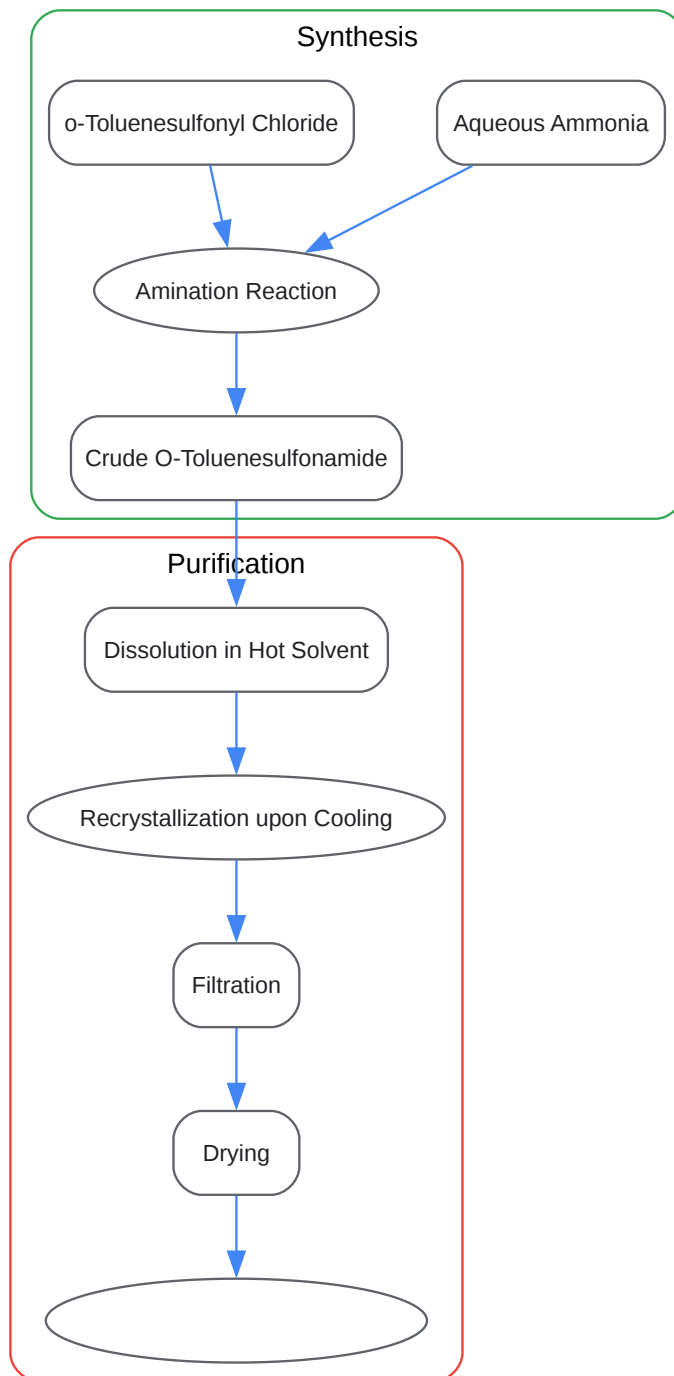 Synthesis
o-Toluenesulfonyl Chloride
Aqueous Ammonia
Amination Reaction
Crude O-Toluenesulfonamide
Purification
Dissolution in Hot Solvent
Recrystallization upon Cooling
Filtration
Drying